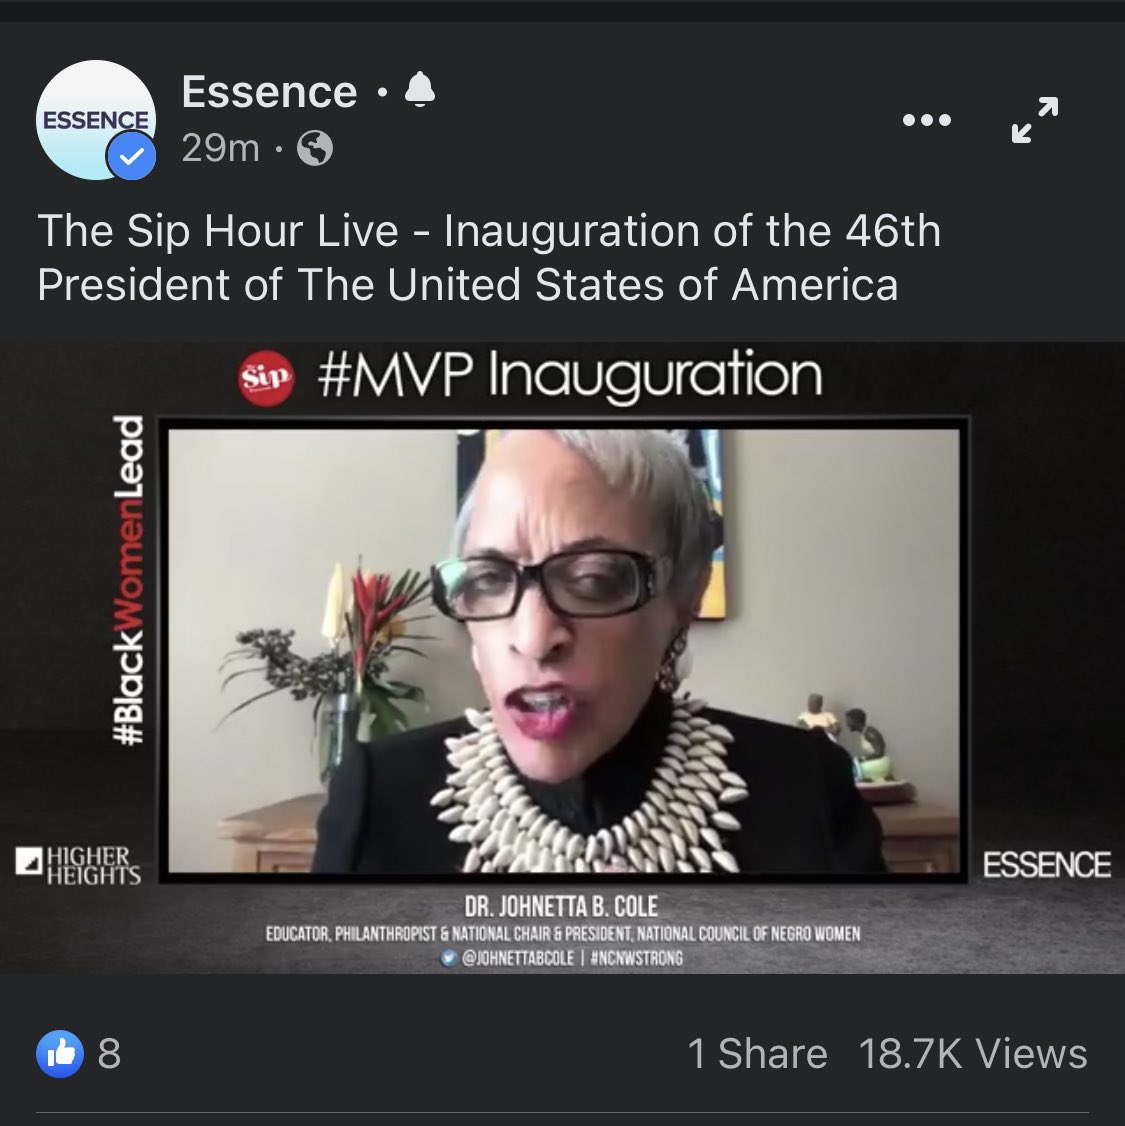 ESSENCE
Essence ·
29m ·
The Sip Hour Live - Inauguration of the 46th
President of The United States of America
Sip
#MVP Inauguration
#BlackWomenLead
HIGHER
HEIGHTS
ESSENCE
DR. JOHNETTA B. COLE
EDUCATOR, PHILANTHROPIST & NATIONAL CHAIR & PRESIDENT, NATIONAL COUNCIL OF NEGRO WOMEN
@JOHNETTABCOLE | #NCNWSTRONG
8
1 Share 18.7K Views